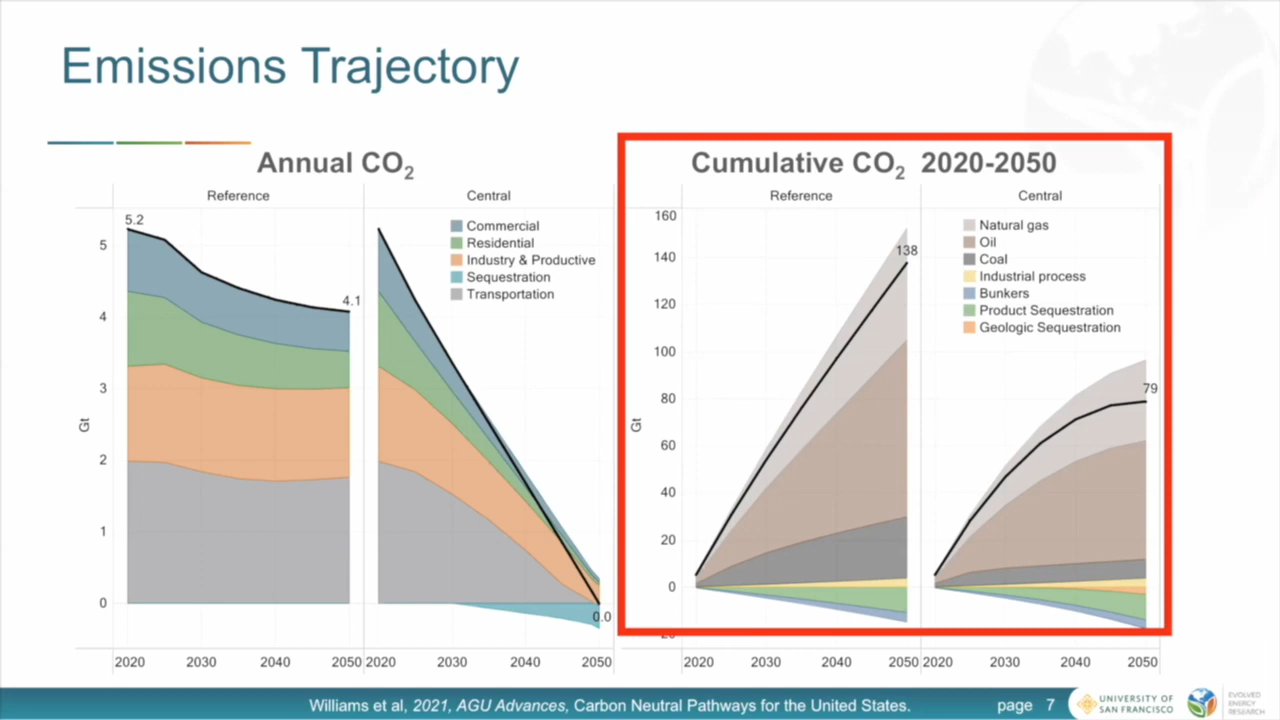 Emissions Trajectory
Annual CO2
Reference
Central
5.2
4.1
0.0
Commercial
Residential
Industry & Productive
Sequestration
Transportation
Gt
5
4
3
2
1
0
2020 2030 2040 2050
2020 2030 2040 2050
Cumulative CO2 2020-2050
Reference
Central
138
79
Natural gas
Oil
Coal
Industrial process
Bunkers
Product Sequestration
Geologic Sequestration
Gt
160
140
120
100
80
60
40
20
0
2020 2030 2040 2050
2020 2030 2040 2050
Williams et al, 2021, AGU Advances, Carbon Neutral Pathways for the United States.
page 7
UNIVERSITY OF
SAN FRANCISCO
EVOLVED
ENERGY
RESEARCH